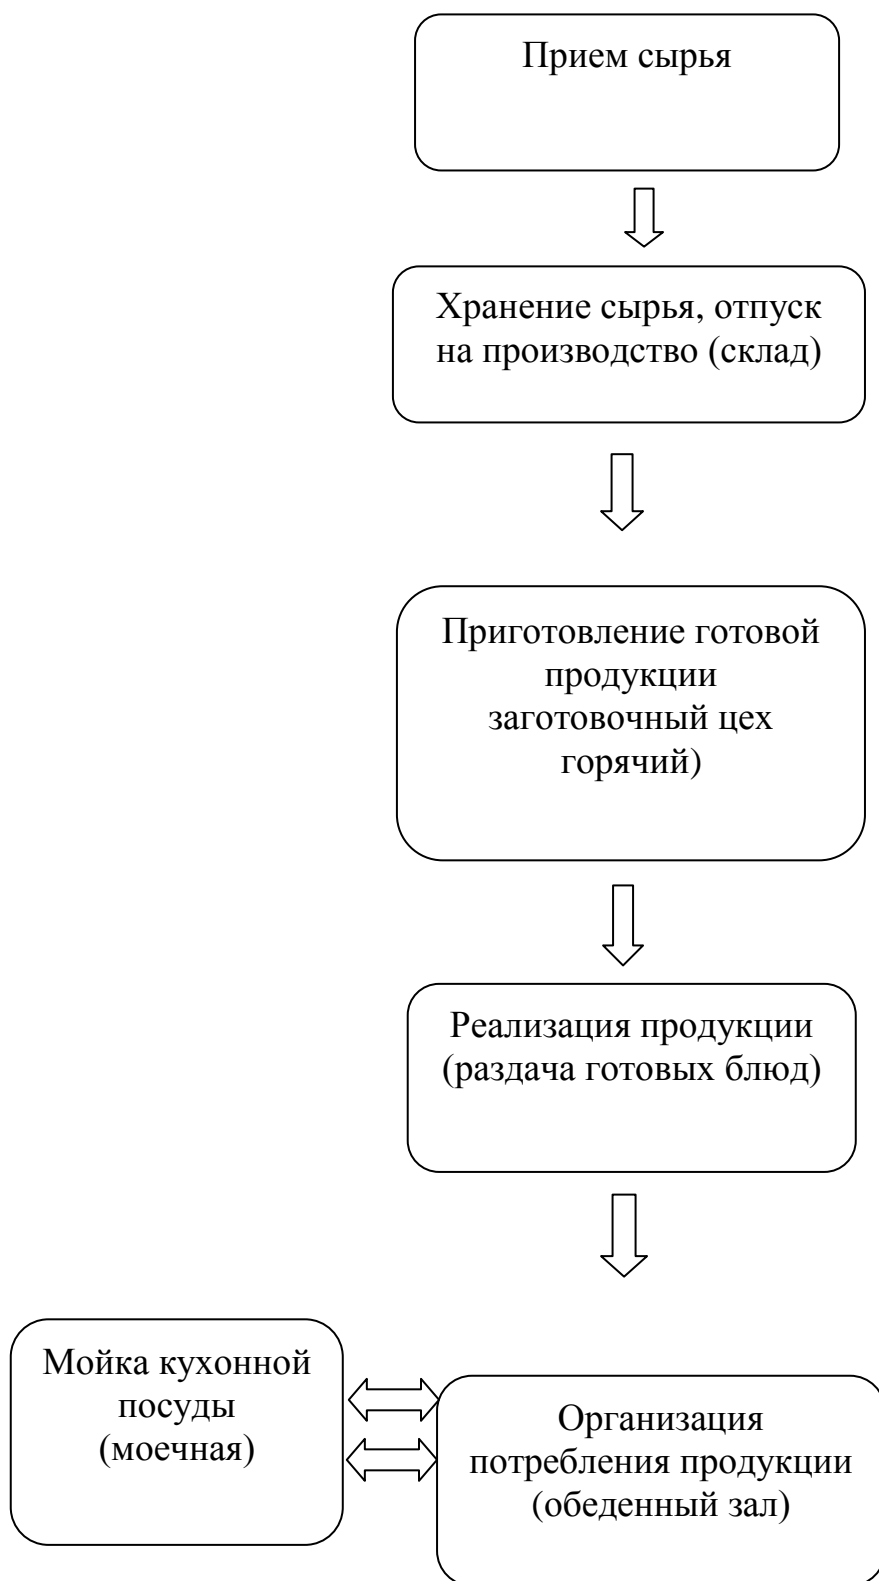 Прием сырья
Хранение сырья, отпуск
на производство (склад)
Приготовление готовой
продукции
заготовочный цех
горячий)
Реализация продукции
(раздача готовых блюд)
Мойка кухонной
посуды
(моечная)
Организация
потребления продукции
(обеденный зал)